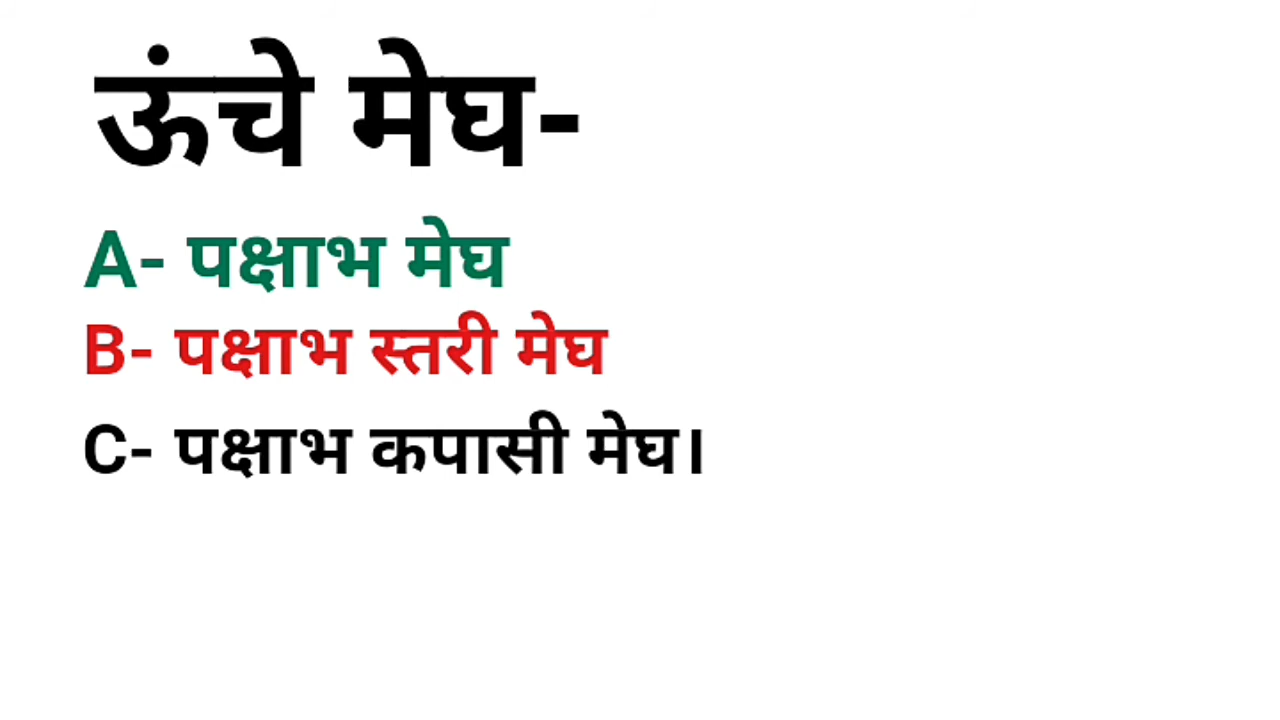 ऊंचे मेघ-
A- पक्षाभ मेघ
B- पक्षाभ स्तरी मेघ
C- पक्षाभ कपासी मेघ।